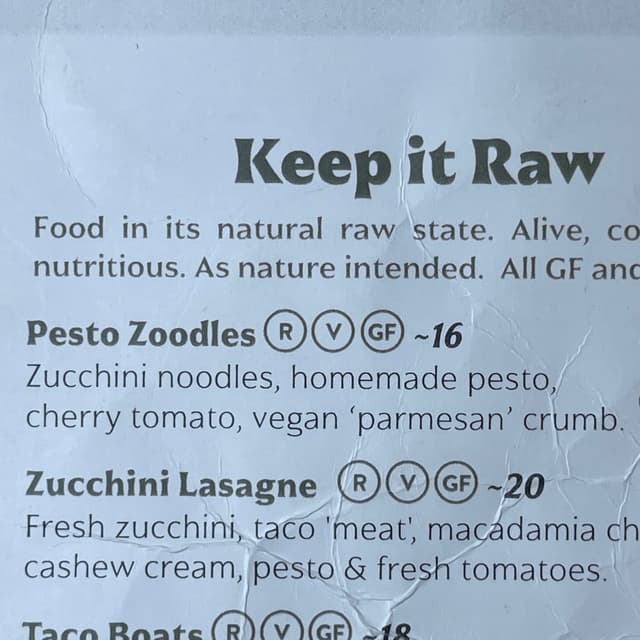 Keep it Raw
Food in its natural raw state. Alive, co
nutritious. As nature intended. All GF and
Pesto Zoodles R V GF ~16
Zucchini noodles, homemade pesto,
cherry tomato, vegan ‘parmesan’ crumb.
Zucchini Lasagne R V GF ~20
Fresh zucchini, taco 'meat', macadamia ch
cashew cream, pesto & fresh tomatoes.
Taco Boats R V GF ~18